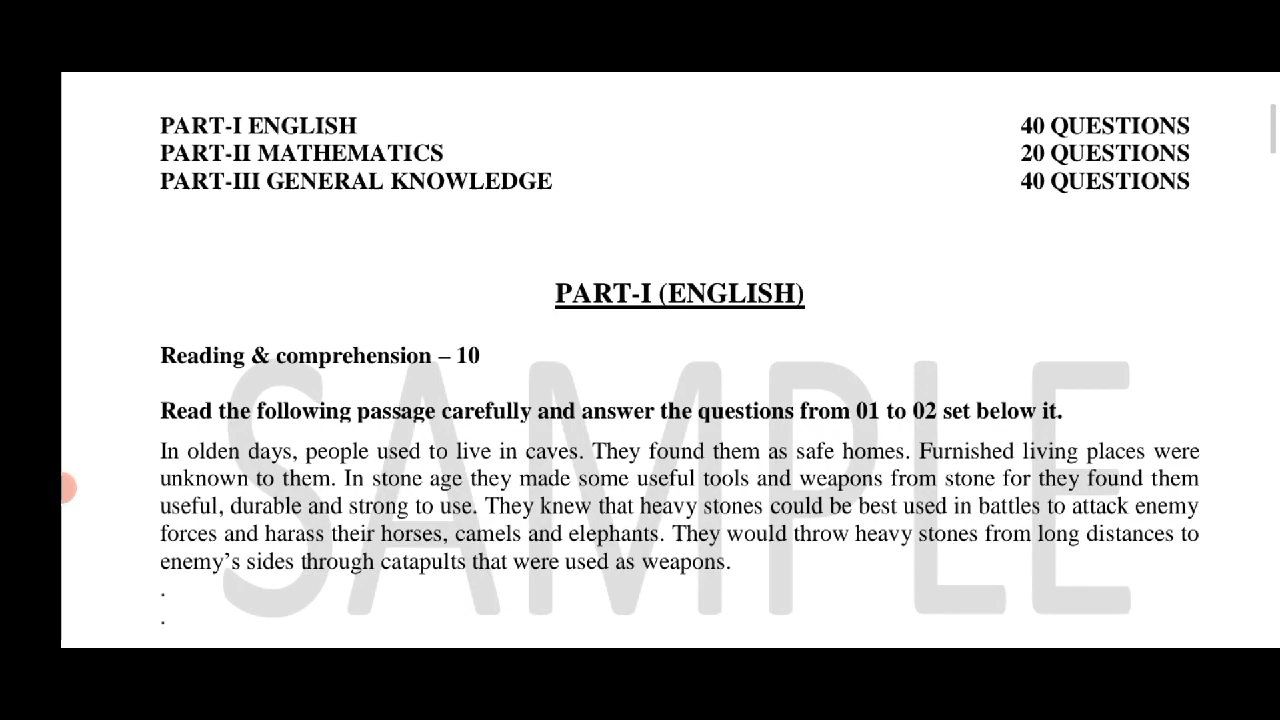 PART-I ENGLISH 40 QUESTIONS
PART-II MATHEMATICS 20 QUESTIONS
PART-III GENERAL KNOWLEDGE 40 QUESTIONS
PART-I (ENGLISH)
Reading & comprehension – 10
SAMPLE
Read the following passage carefully and answer the questions from 01 to 02 set below it.
In olden days, people used to live in caves. They found them as safe homes. Furnished living places were
unknown to them. In stone age they made some useful tools and weapons from stone for they found them
useful, durable and strong to use. They knew that heavy stones could be best used in battles to attack enemy
forces and harass their horses, camels and elephants. They would throw heavy stones from long distances to
enemy’s sides through catapults that were used as weapons.
.
.